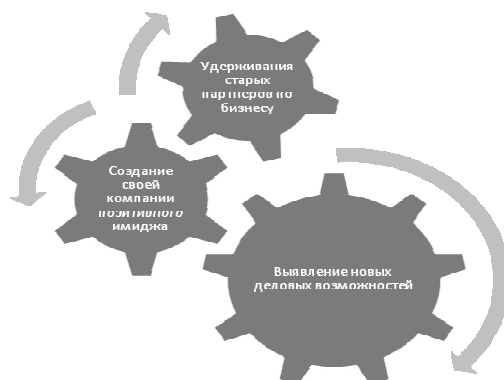 Удерживания
старых
партнеров по
бизнесу
Создание
своей
компании
позитивного
имиджа
Выявление новых
деловых возможностей